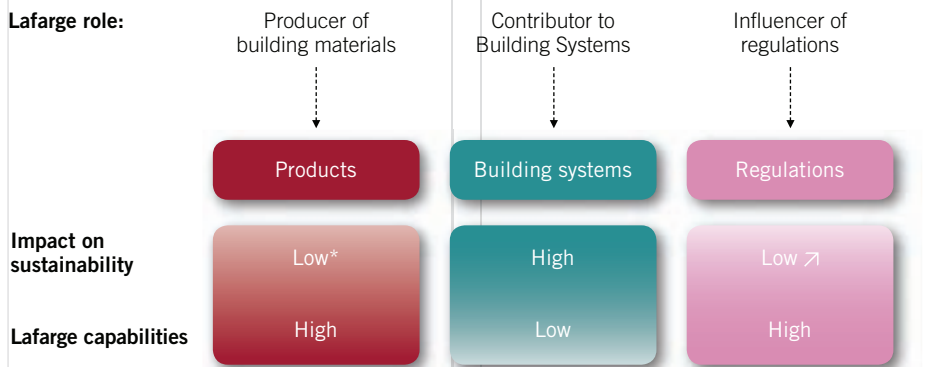 Lafarge role:
Producer of
building materials
Contributor to
Building Systems
Influencer of
regulations
Products
Building systems
Regulations
Impact on
sustainability
Low*
High
Low ↗
Lafarge capabilities
High
Low
High